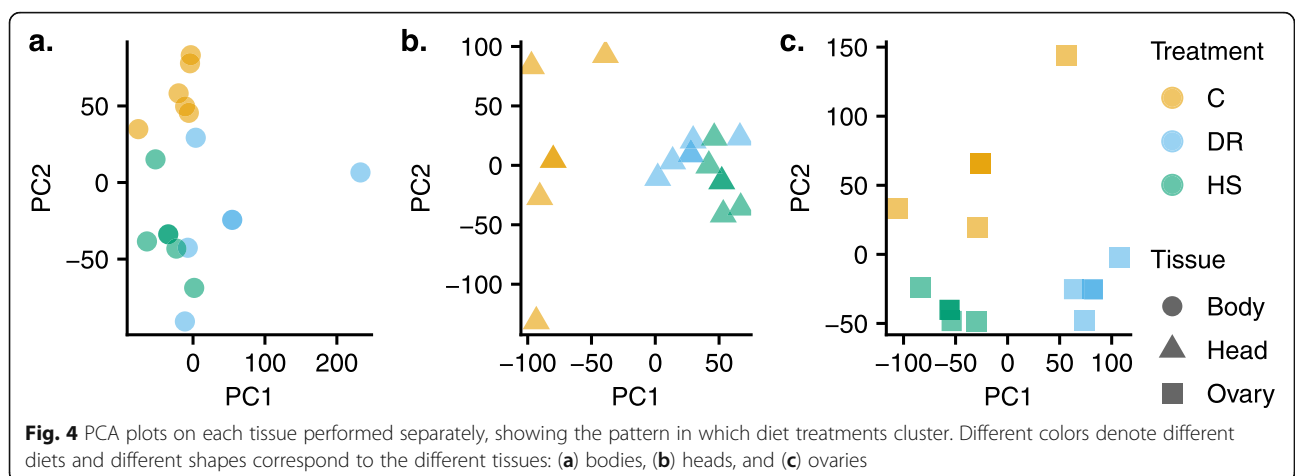 a.
50
0
−50
PC2
0 100 200
PC1
b.
100
50
0
−50
−100
PC2
−100 −50 0 50
PC1
c.
150
100
50
0
−50
PC2
−100 −50 0 50 100
PC1
Treatment
C
DR
HS
Tissue
Body
Head
Ovary
Fig. 4 PCA plots on each tissue performed separately, showing the pattern in which diet treatments cluster. Different colors denote different
diets and different shapes correspond to the different tissues: (a) bodies, (b) heads, and (c) ovaries